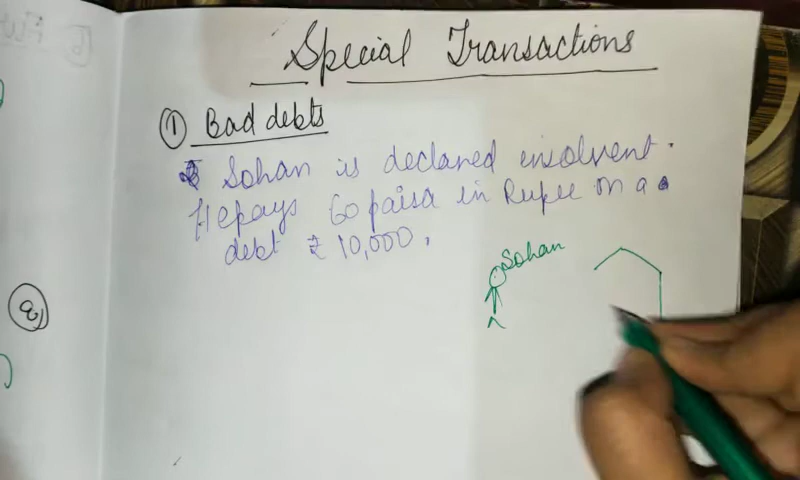 Special Transactions
① Bad debts
Sohan is declared insolvent.
He pays 60 paisa in Rupee on a
debt ₹ 10,000.
Sohan